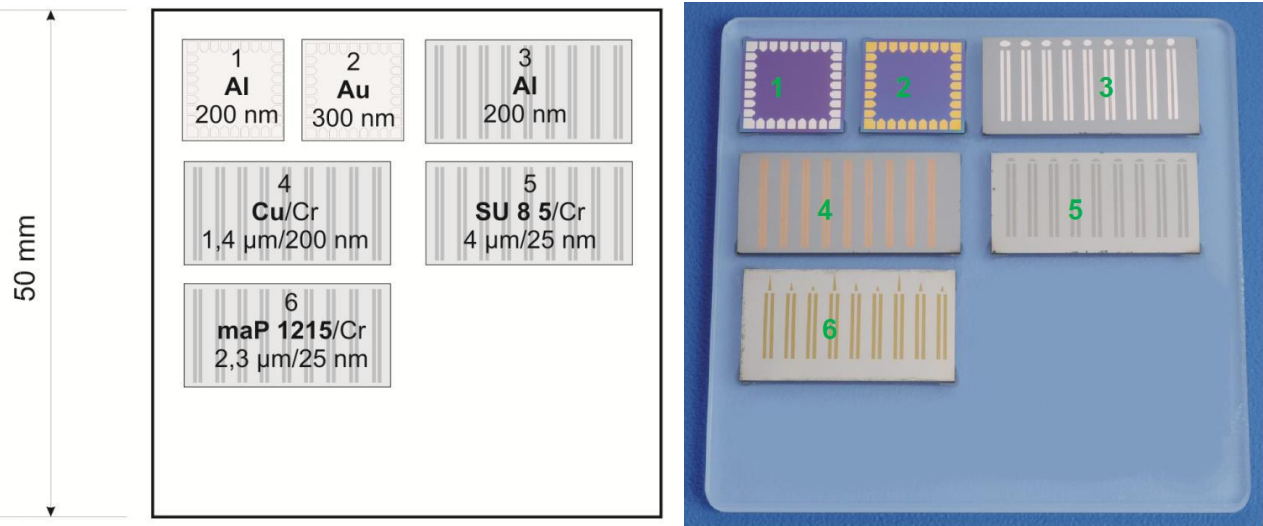 50 mm
1
Al
200 nm
2
Au
300 nm
3
Al
200 nm
4
Cu/Cr
1,4 µm/200 nm
5
SU 8 5/Cr
4 µm/25 nm
6
maP 1215/Cr
2,3 µm/25 nm
1
2
3
4
5
6